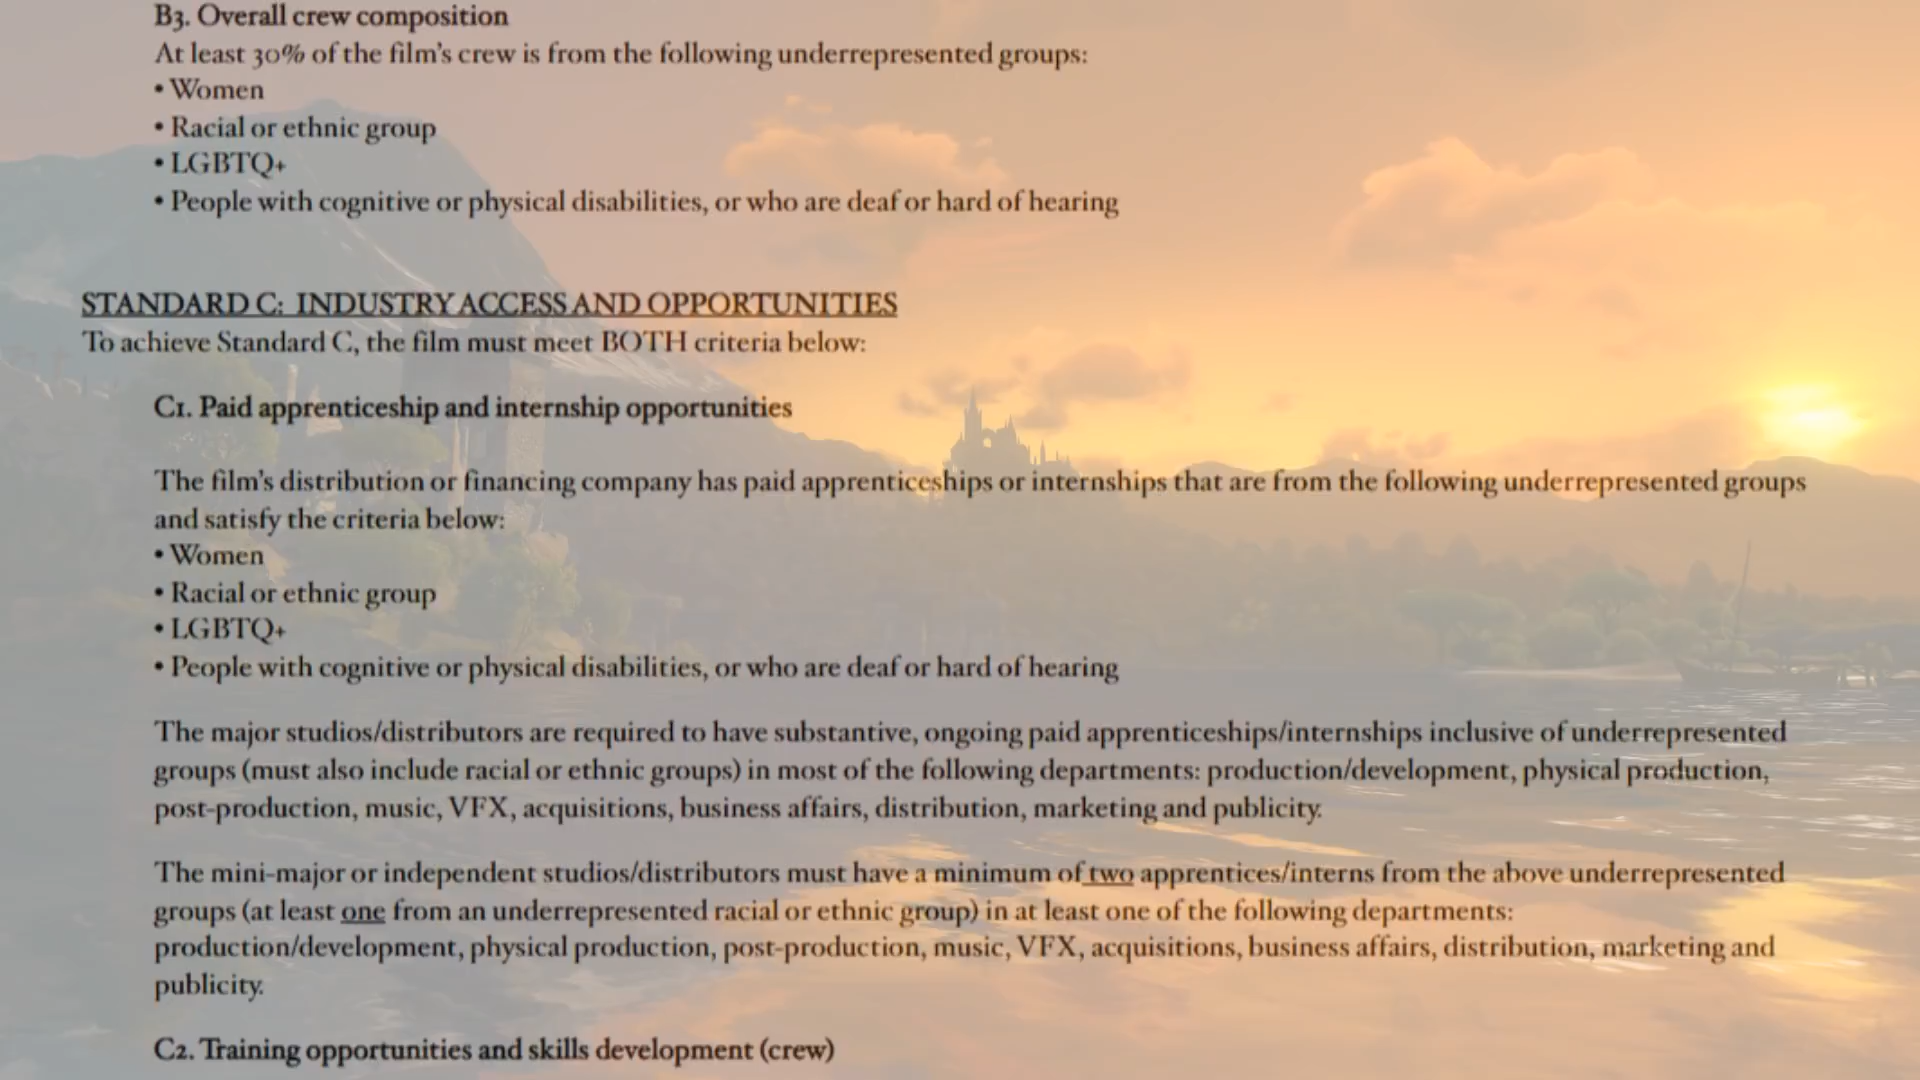 B3. Overall crew composition
At least 30% of the film's crew is from the following underrepresented groups:
• Women
• Racial or ethnic group
• LGBTQ+
• People with cognitive or physical disabilities, or who are deaf or hard of hearing
STANDARD C: INDUSTRY ACCESS AND OPPORTUNITIES
To achieve Standard C, the film must meet BOTH criteria below:
C1. Paid apprenticeship and internship opportunities
The film's distribution or financing company has paid apprenticeships or internships that are from the following underrepresented groups
and satisfy the criteria below:
• Women
• Racial or ethnic group
• LGBTQ+
• People with cognitive or physical disabilities, or who are deaf or hard of hearing
The major studios/distributors are required to have substantive, ongoing paid apprenticeships/internships inclusive of underrepresented
groups (must also include racial or ethnic groups) in most of the following departments: production/development, physical production,
post-production, music, VFX, acquisitions, business affairs, distribution, marketing and publicity.
The mini-major or independent studios/distributors must have a minimum of two apprentices/interns from the above underrepresented
groups (at least one from an underrepresented racial or ethnic group) in at least one of the following departments:
production/development, physical production, post-production, music, VFX, acquisitions, business affairs, distribution, marketing and
publicity.
C2. Training opportunities and skills development (crew)